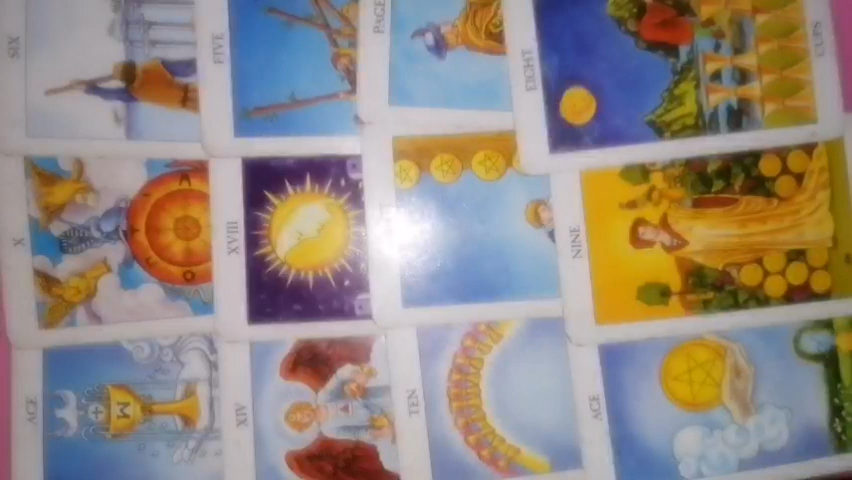 SIX
FIVE
PAGE
EIGHT
CUPS
X
XVIII
NINE
ACE
M
XIV
TEN
ACE